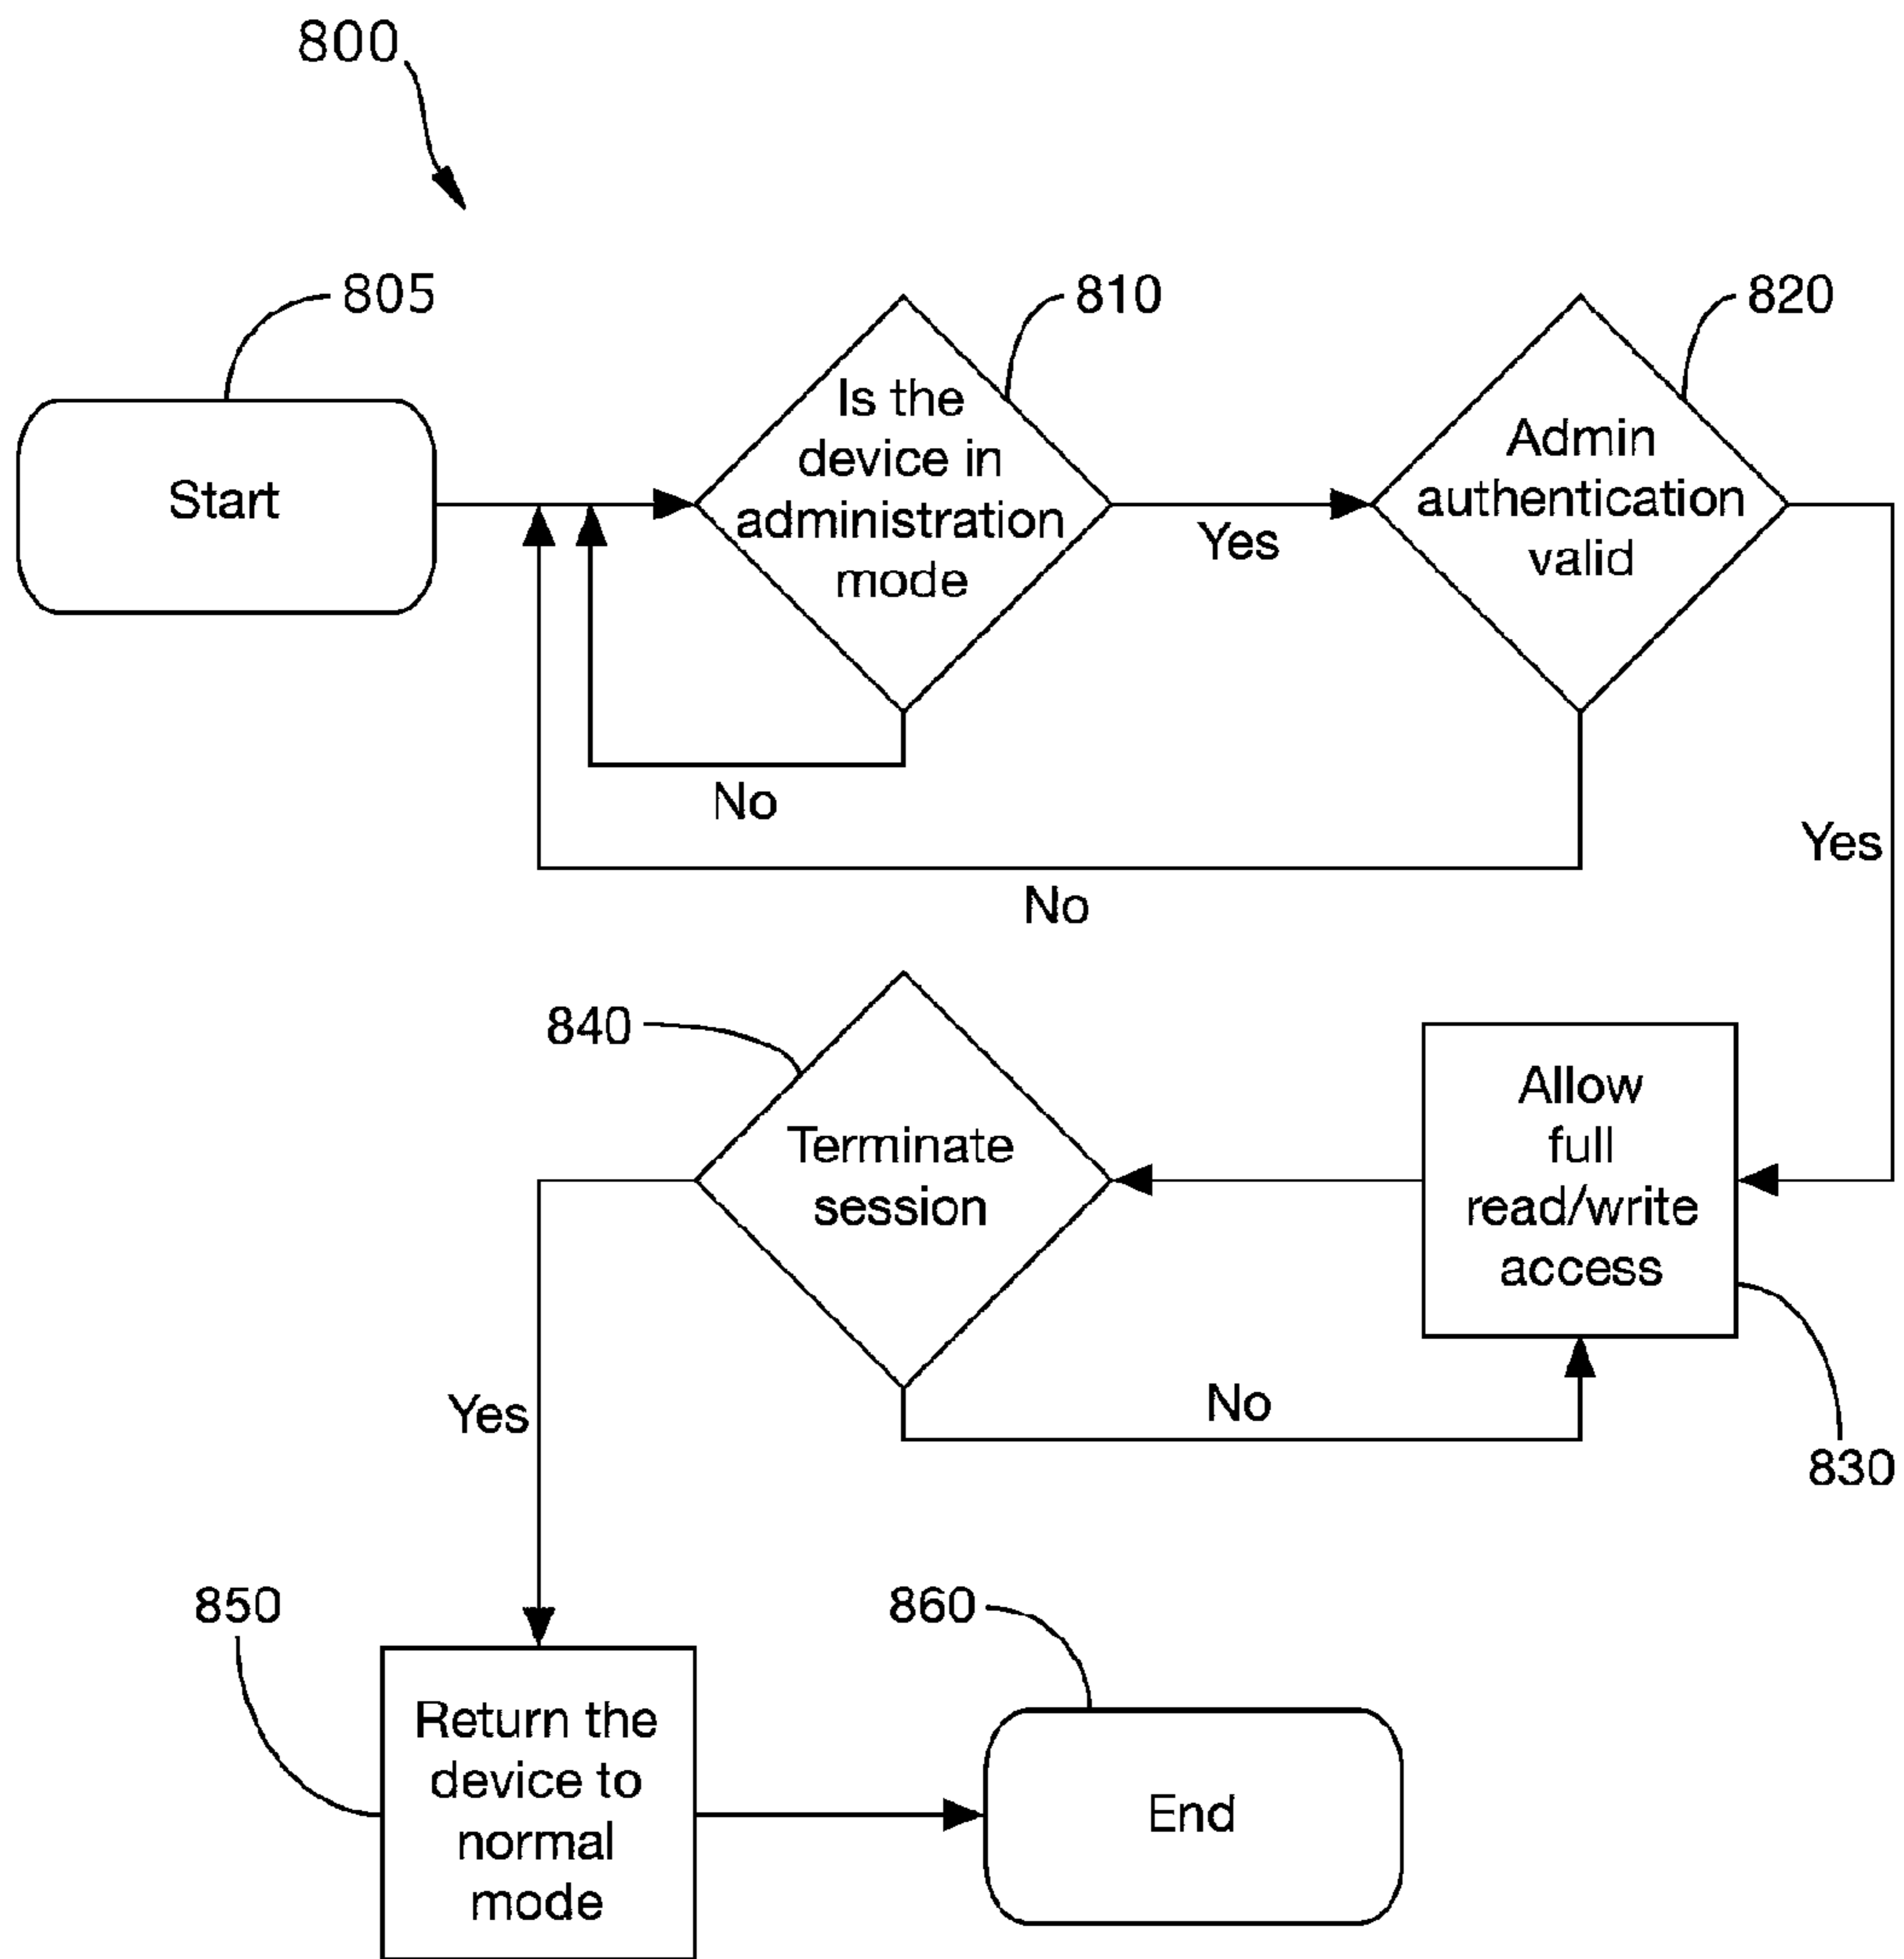 800
805
810
820
Start
Is the
device in
administration
mode
Yes
Admin
authentication
valid
No
Yes
No
840
Terminate
session
Allow
full
read/write
access
Yes
No
830
850
860
Return the
device to
normal
mode
End